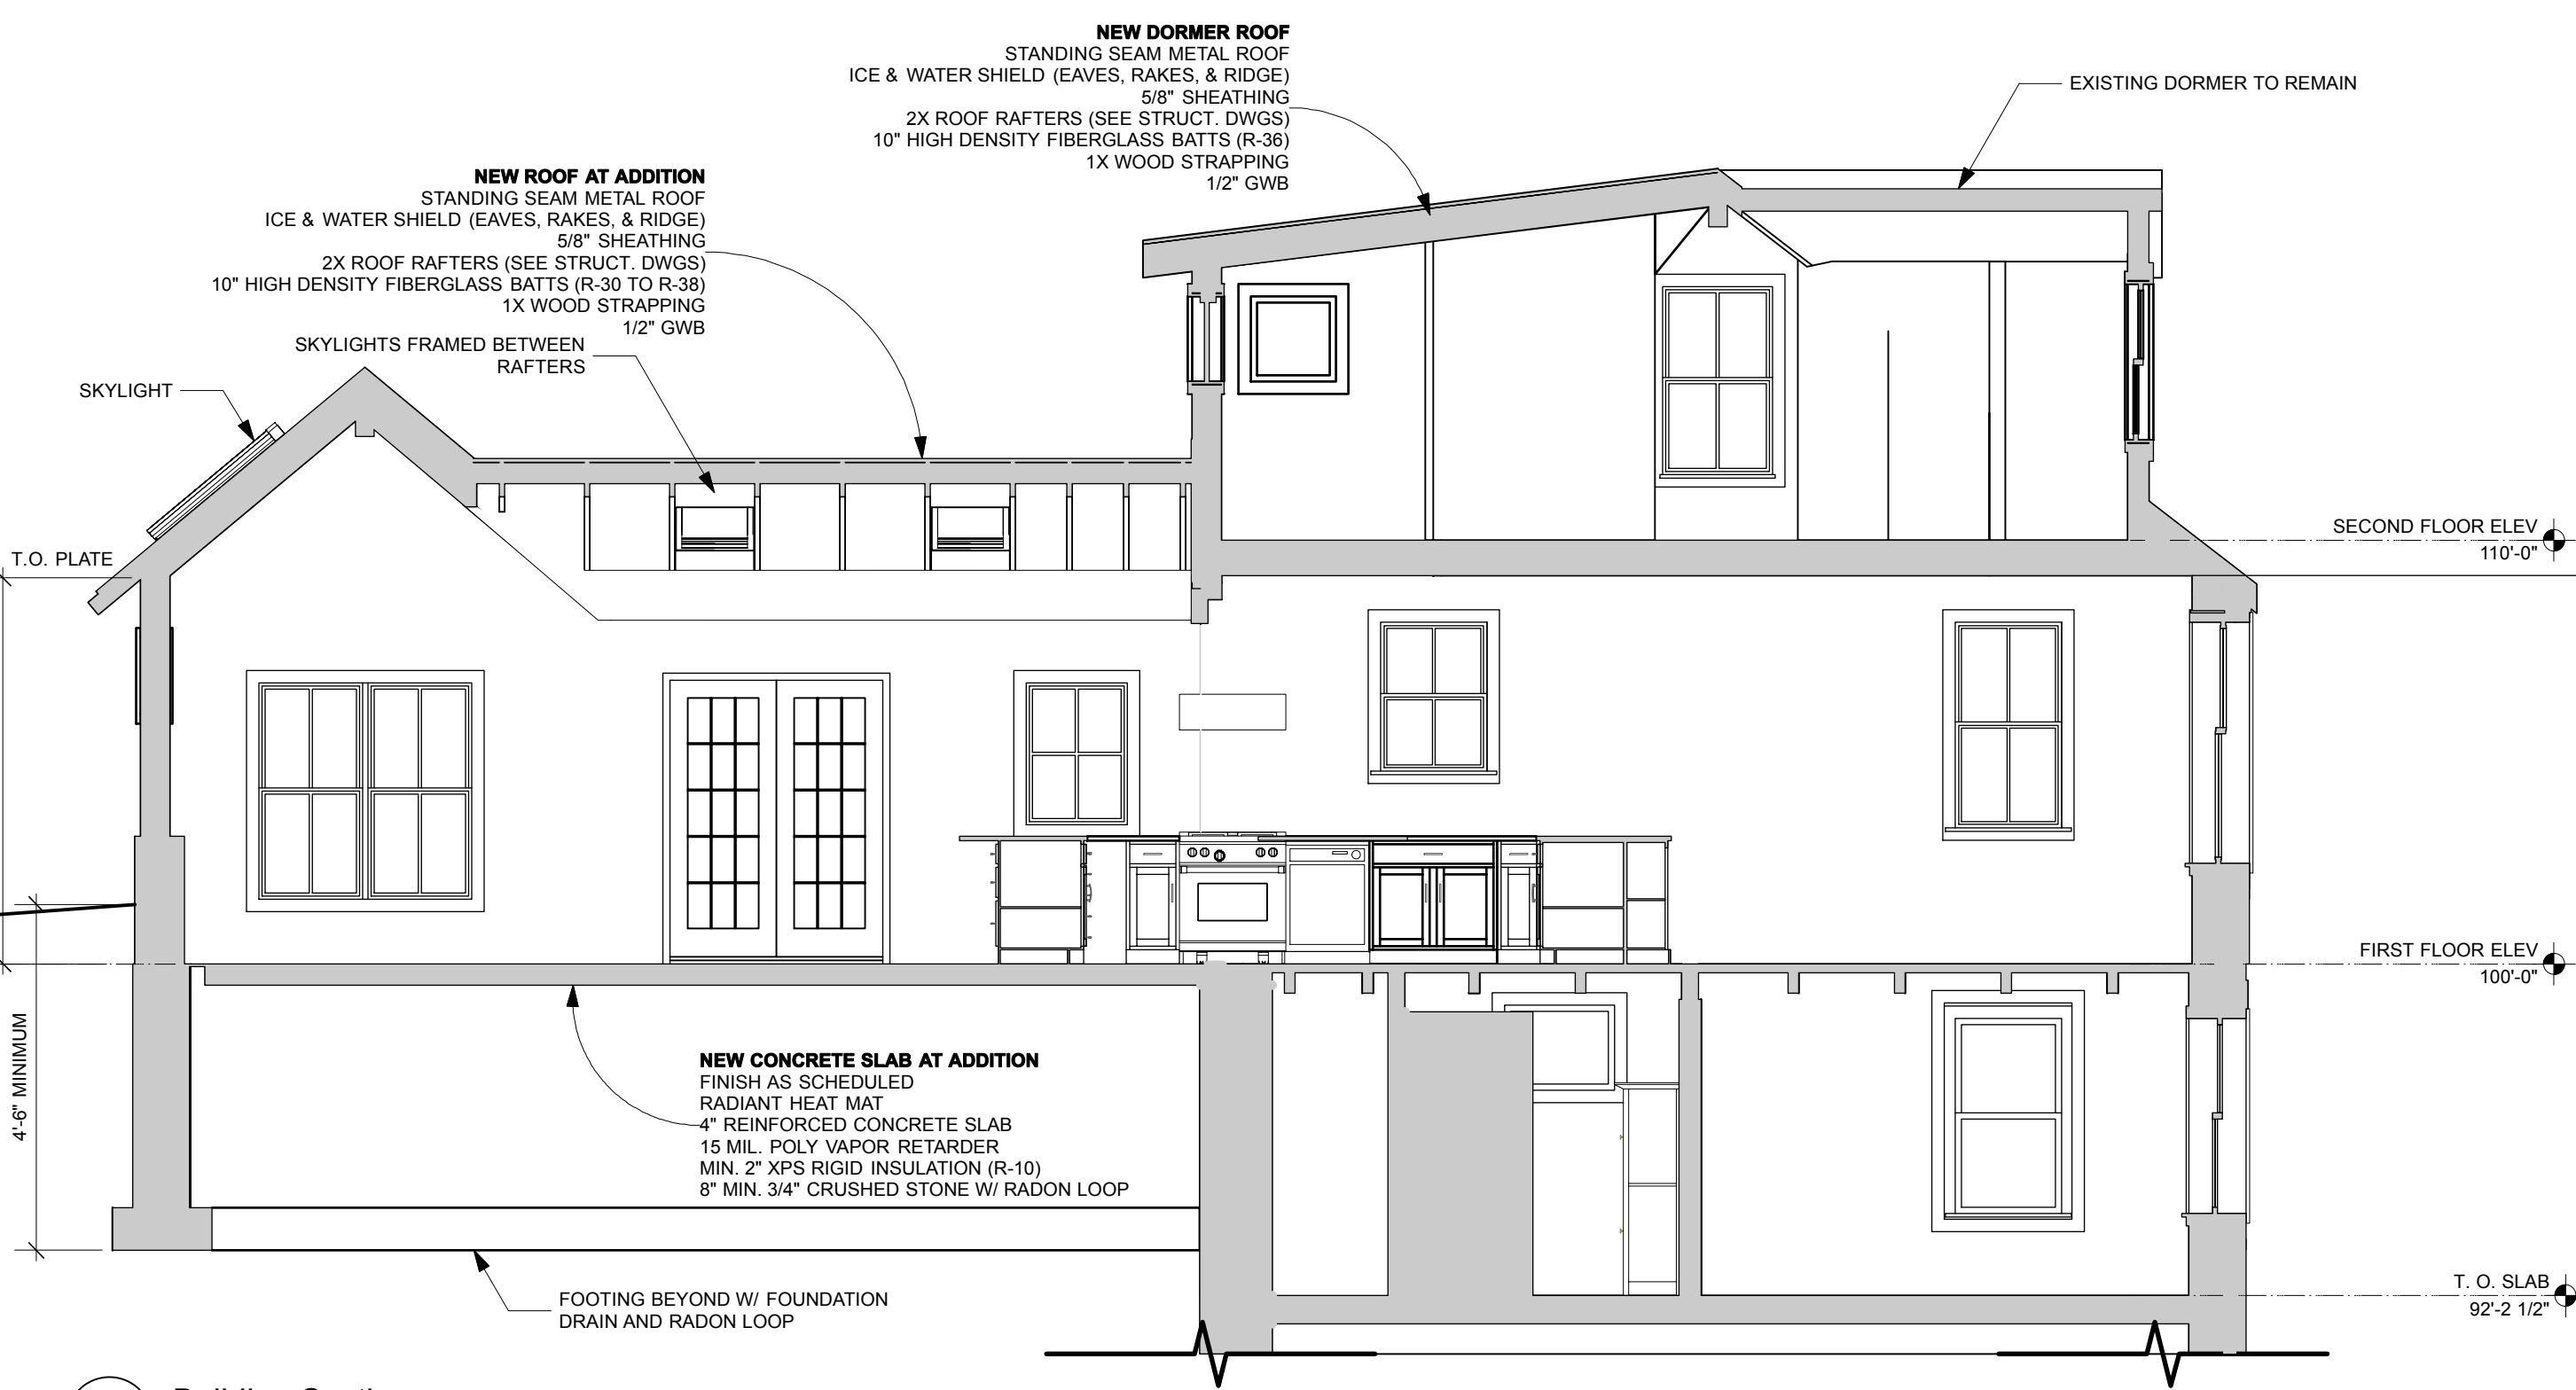 NEW DORMER ROOF
STANDING SEAM METAL ROOF
ICE & WATER SHIELD (EAVES, RAKES, & RIDGE)
5/8" SHEATHING
2X ROOF RAFTERS (SEE STRUCT. DWGS)
10" HIGH DENSITY FIBERGLASS BATTS (R-36)
1X WOOD STRAPPING
1/2" GWB
EXISTING DORMER TO REMAIN
NEW ROOF AT ADDITION
STANDING SEAM METAL ROOF
ICE & WATER SHIELD (EAVES, RAKES, & RIDGE)
5/8" SHEATHING
2X ROOF RAFTERS (SEE STRUCT. DWGS)
10" HIGH DENSITY FIBERGLASS BATTS (R-30 TO R-38)
1X WOOD STRAPPING
1/2" GWB
SKYLIGHTS FRAMED BETWEEN
RAFTERS
SKYLIGHT
T.O. PLATE
SECOND FLOOR ELEV
110'-0"
FIRST FLOOR ELEV
100'-0"
4'-6" MINIMUM
NEW CONCRETE SLAB AT ADDITION
FINISH AS SCHEDULED
RADIANT HEAT MAT
4" REINFORCED CONCRETE SLAB
15 MIL. POLY VAPOR RETARDER
MIN. 2" XPS RIGID INSULATION (R-10)
8" MIN. 3/4" CRUSHED STONE W/ RADON LOOP
FOOTING BEYOND W/ FOUNDATION
DRAIN AND RADON LOOP
T. O. SLAB
92'-2 1/2"